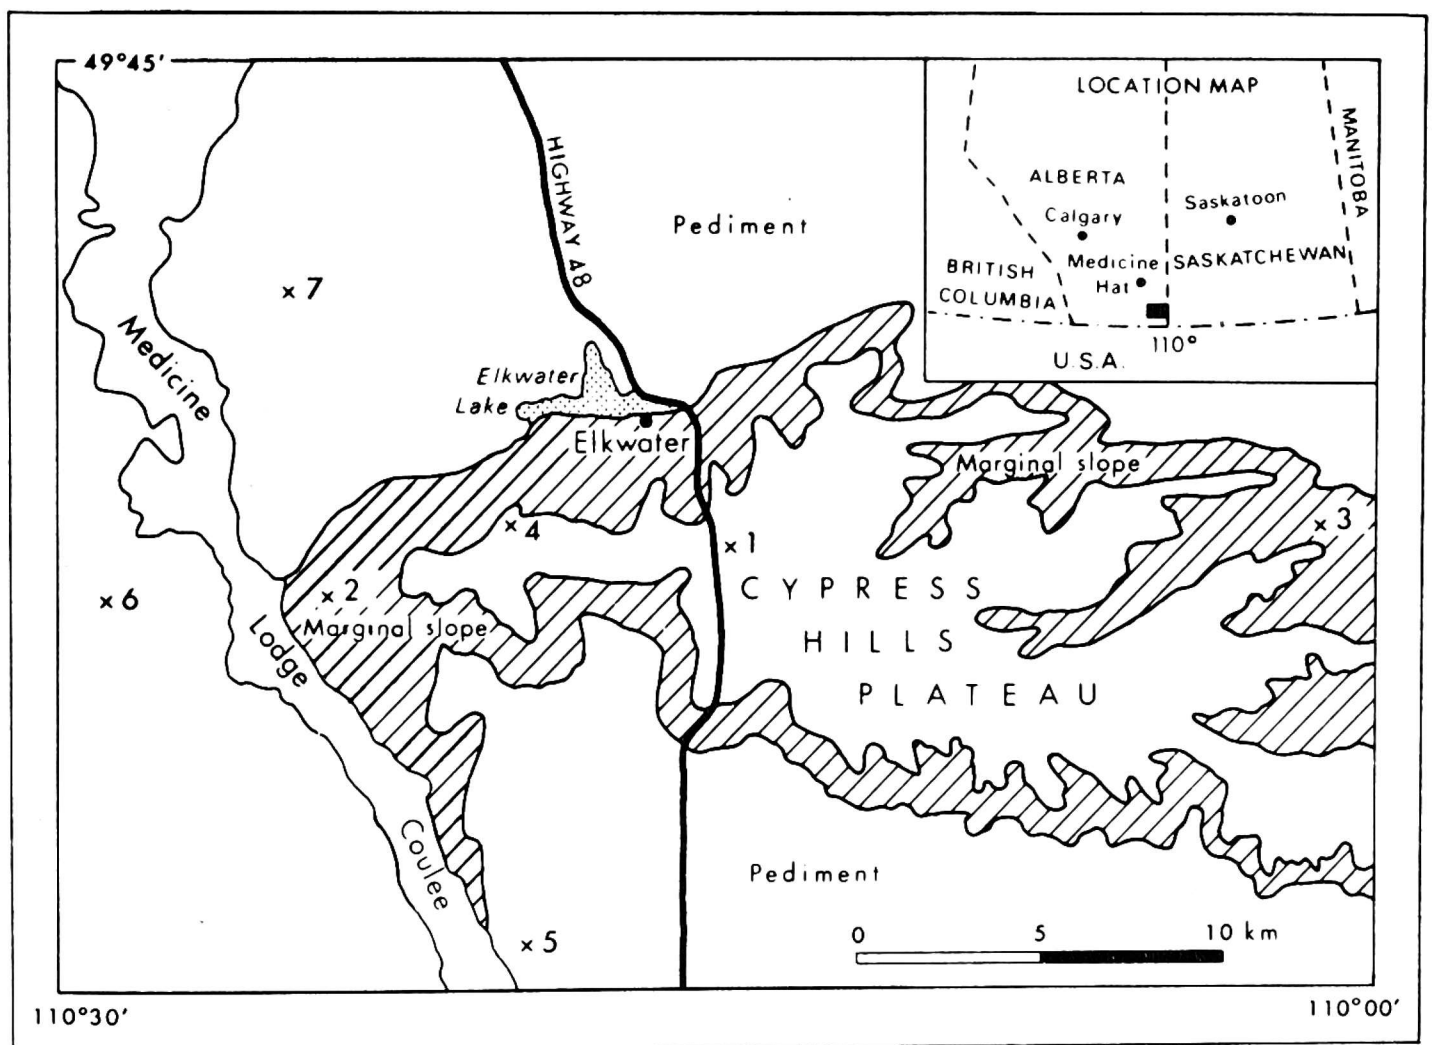 49°45'
LOCATION MAP
MANITOBA
HIGHWAY 48
ALBERTA
Saskatoon
Calgary
Pediment
Medicine
Hat
SASKATCHEWAN
BRITISH
COLUMBIA
110°
U.S.A.
x 7
Medicine
Elkwater
Lake
Elkwater
Marginal slope
x 4
x 1
x 3
x 2
x 6
CYPRESS
HILLS
PLATEAU
Marginal slope
Lodge
Coulee
Pediment
x 5
0 5 10 km
110°30'
110°00'